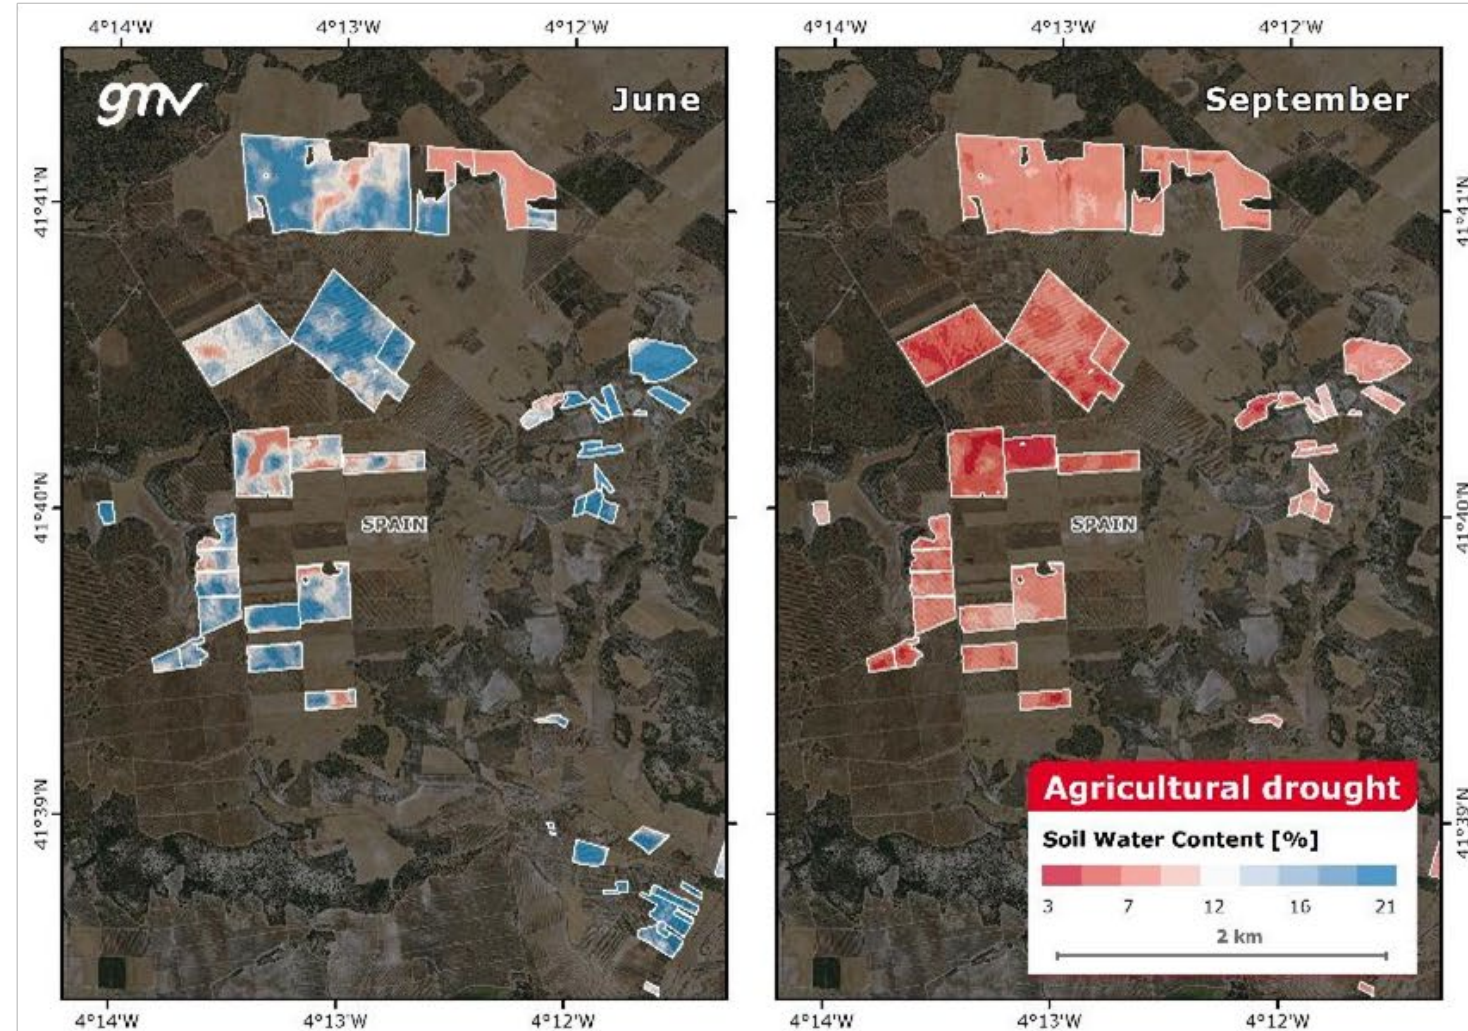 4°14'W 4°13'W 4°12'W
4°14'W 4°13'W 4°12'W
gmv
June
September
41°41'N
41°41'N
41°40'N
41°40'N
SPAIN
SPAIN
41°39'N
41°39'N
Agricultural drought
Soil Water Content [%]
3 7 12 16 21
2 km
4°14'W 4°13'W 4°12'W
4°14'W 4°13'W 4°12'W